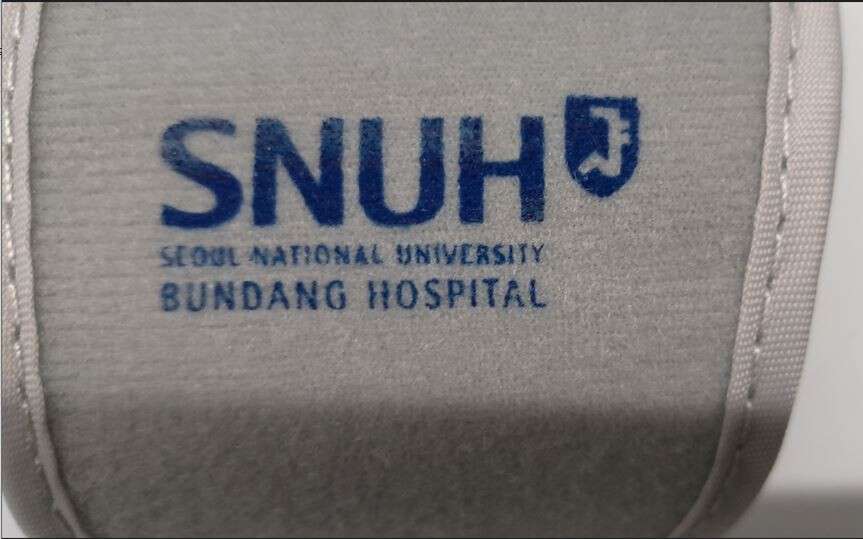 SNUH
SEOUL NATIONAL UNIVERSITY
BUNDANG HOSPITAL